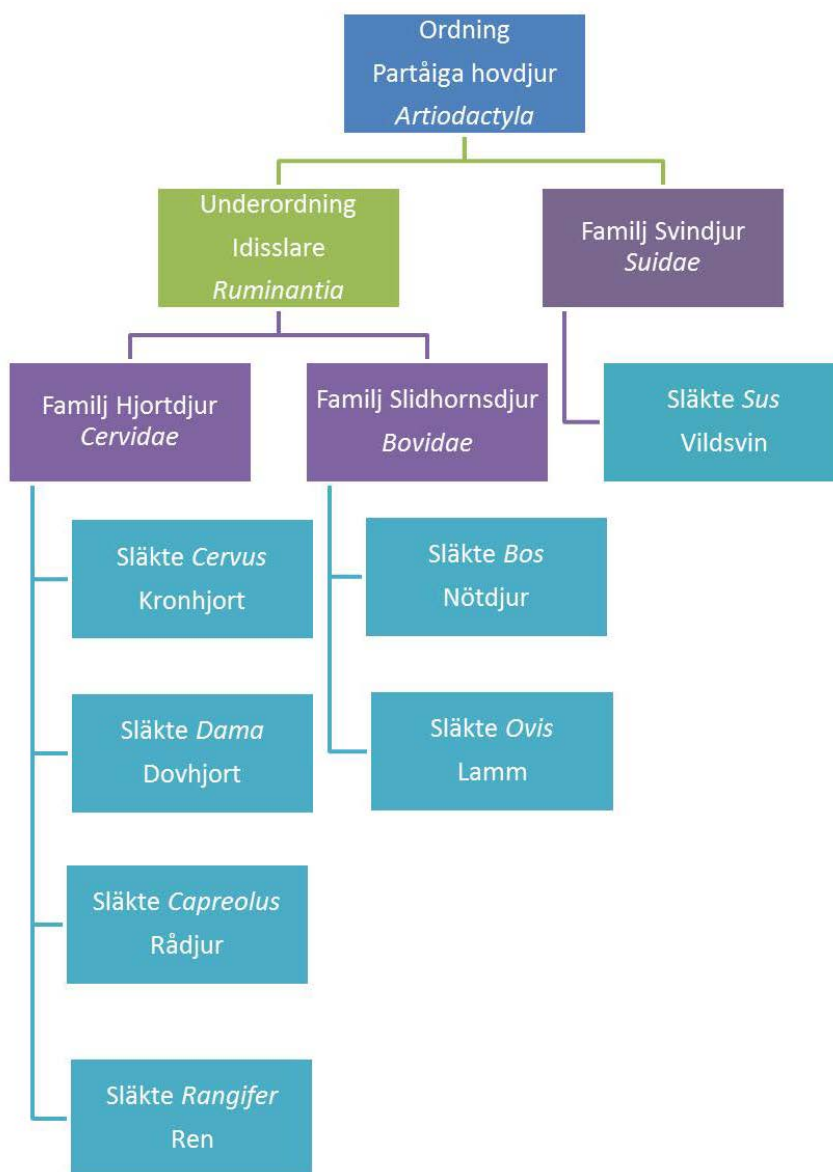 Ordning
Partåiga hovdjur
Artiodactyla
Underordning
Idisslare
Ruminantia
Familj Svindjur
Suidae
Familj Hjortdjur
Cervidae
Familj Slidhornsdjur
Bovidae
Släkte Sus
Vildsvin
Släkte Cervus
Kronhjort
Släkte Bos
Nötdjur
Släkte Dama
Dovhjort
Släkte Ovis
Lamm
Släkte Capreolus
Rådjur
Släkte Rangifer
Ren